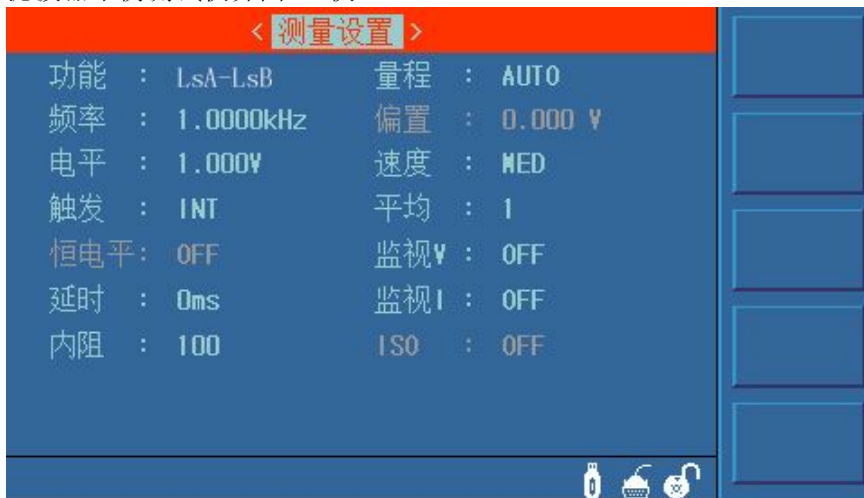 < 测量设置 >
功能 : LsA-LsB 量程 : AUTO
频率 : 1.0000kHz 偏置 : 0.000 V
电平 : 1.000V 速度 : MED
触发 : INT 平均 : 1
恒电平: OFF 监视V : OFF
延时 : 0ms 监视I : OFF
内阻 : 100 ISO : OFF